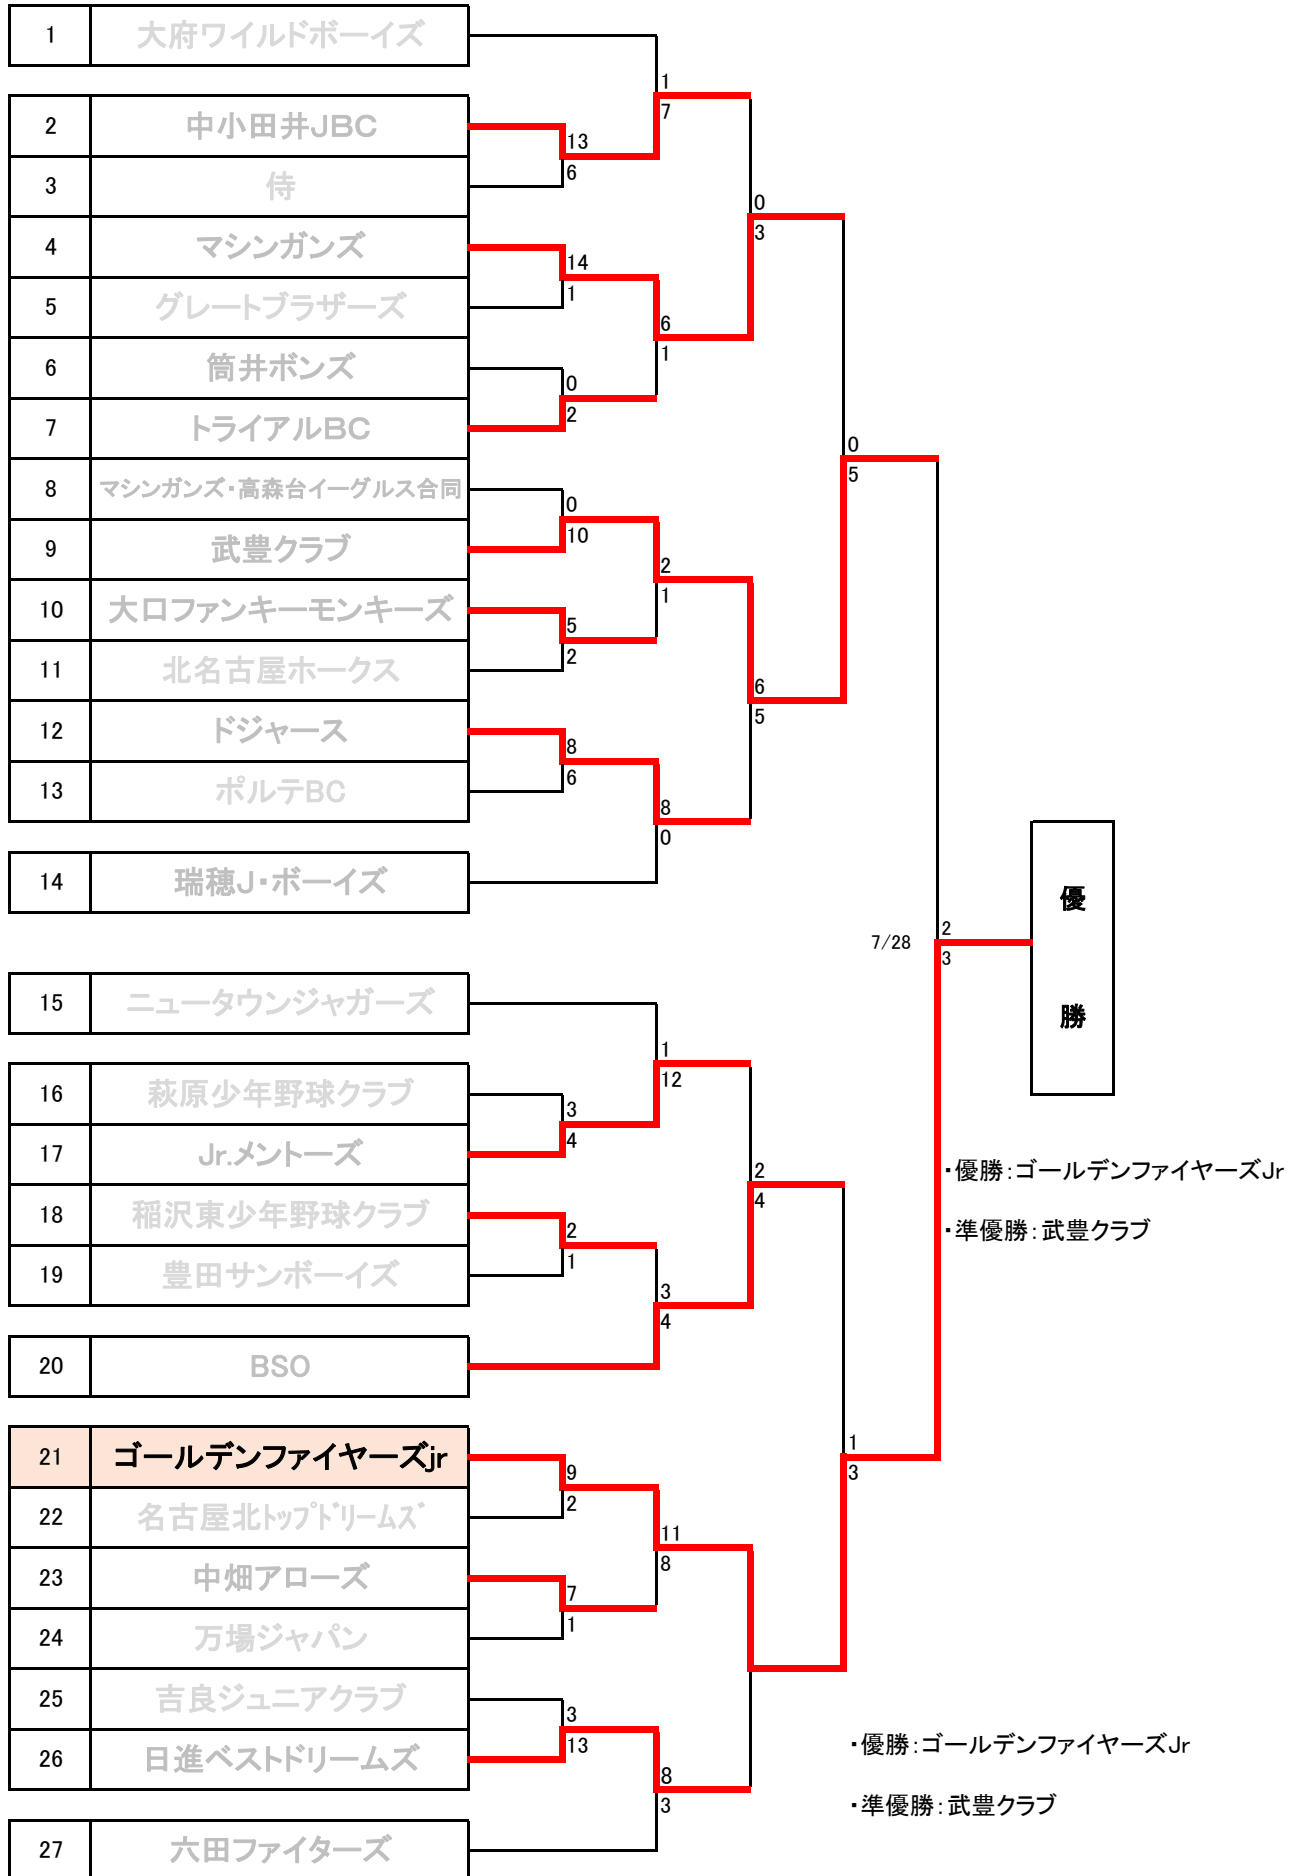 1 大府ワイルドボーイズ
1
7
2 中小田井JBC
13
6
3 侍
0
3
4 マシンガンズ
14
1
5 グレートブラザーズ
6
1
6 筒井ボンズ
0
2
7 トライアルBC
0
5
8 マシンガンズ・高森台イーグルス合同
0
10
9 武豊クラブ
2
1
10 大口ファンキーモンキーズ
5
2
11 北名古屋ホークス
6
5
12 ドジャース
8
6
13 ポルテBC
8
0
14 瑞穂J・ボーイズ
優
勝
7/28
2
3
15 ニュータウンジャガーズ
1
12
16 萩原少年野球クラブ
3
4
17 Jr.メントーズ
2
4
・優勝：ゴールデンファイヤーズJr
18 稲沢東少年野球クラブ
2
1
・準優勝：武豊クラブ
19 豊田サンボーイズ
3
4
20 BSO
21 ゴールデンファイヤーズjr
9
2
1
3
22 名古屋北トップドリームズ
11
8
23 中畑アローズ
7
1
24 万場ジャパン
25 吉良ジュニアクラブ
3
13
26 日進ベストドリームズ
8
3
・優勝：ゴールデンファイヤーズJr
・準優勝：武豊クラブ
27 六田ファイターズ